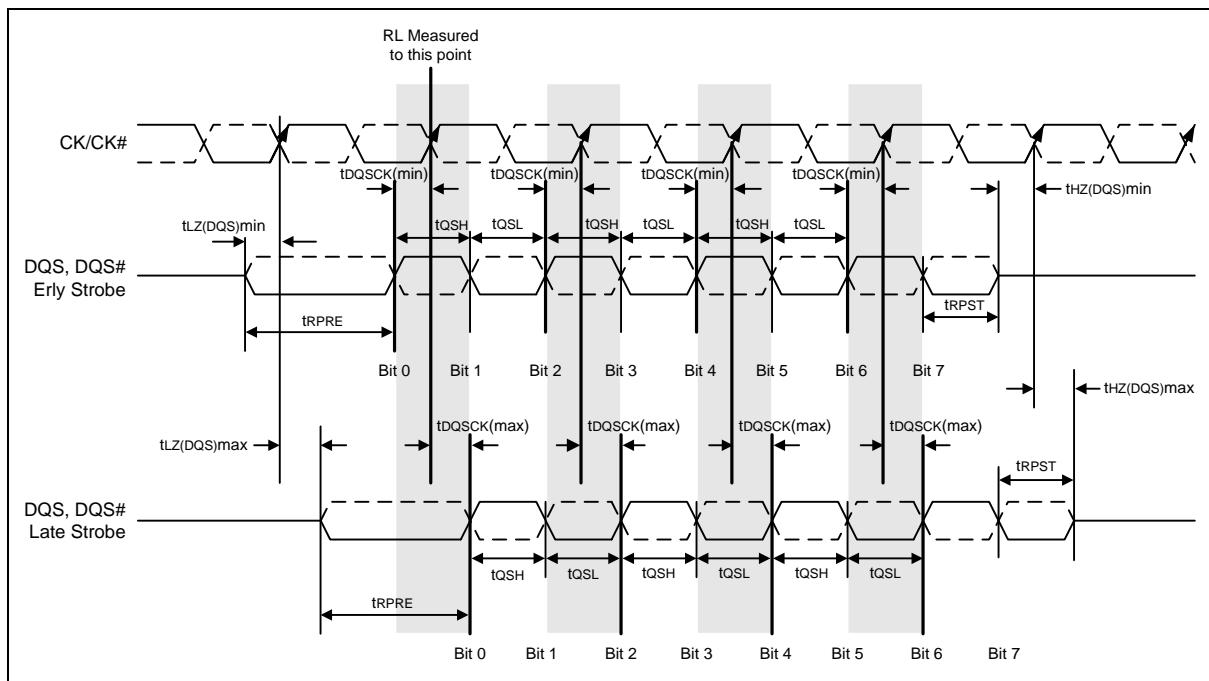 RL Measured
to this point
CK/CK#
tDQSCK(min) tDQSCK(min) tDQSCK(min) tDQSCK(min)
tHZ(DQS)min
tLZ(DQS)min
tQSH tQSL tQSH tQSL tQSH tQSL
DQS, DQS#
Erly Strobe
tRPRE
tRPST
Bit 0 Bit 1 Bit 2 Bit 3 Bit 4 Bit 5 Bit 6 Bit 7
tHZ(DQS)max
tDQSCK(max) tDQSCK(max) tDQSCK(max) tDQSCK(max)
tLZ(DQS)max
tRPST
DQS, DQS#
Late Strobe
tQSH tQSL tQSH tQSL tQSH tQSL
tRPRE
Bit 0 Bit 1 Bit 2 Bit 3 Bit 4 Bit 5 Bit 6 Bit 7